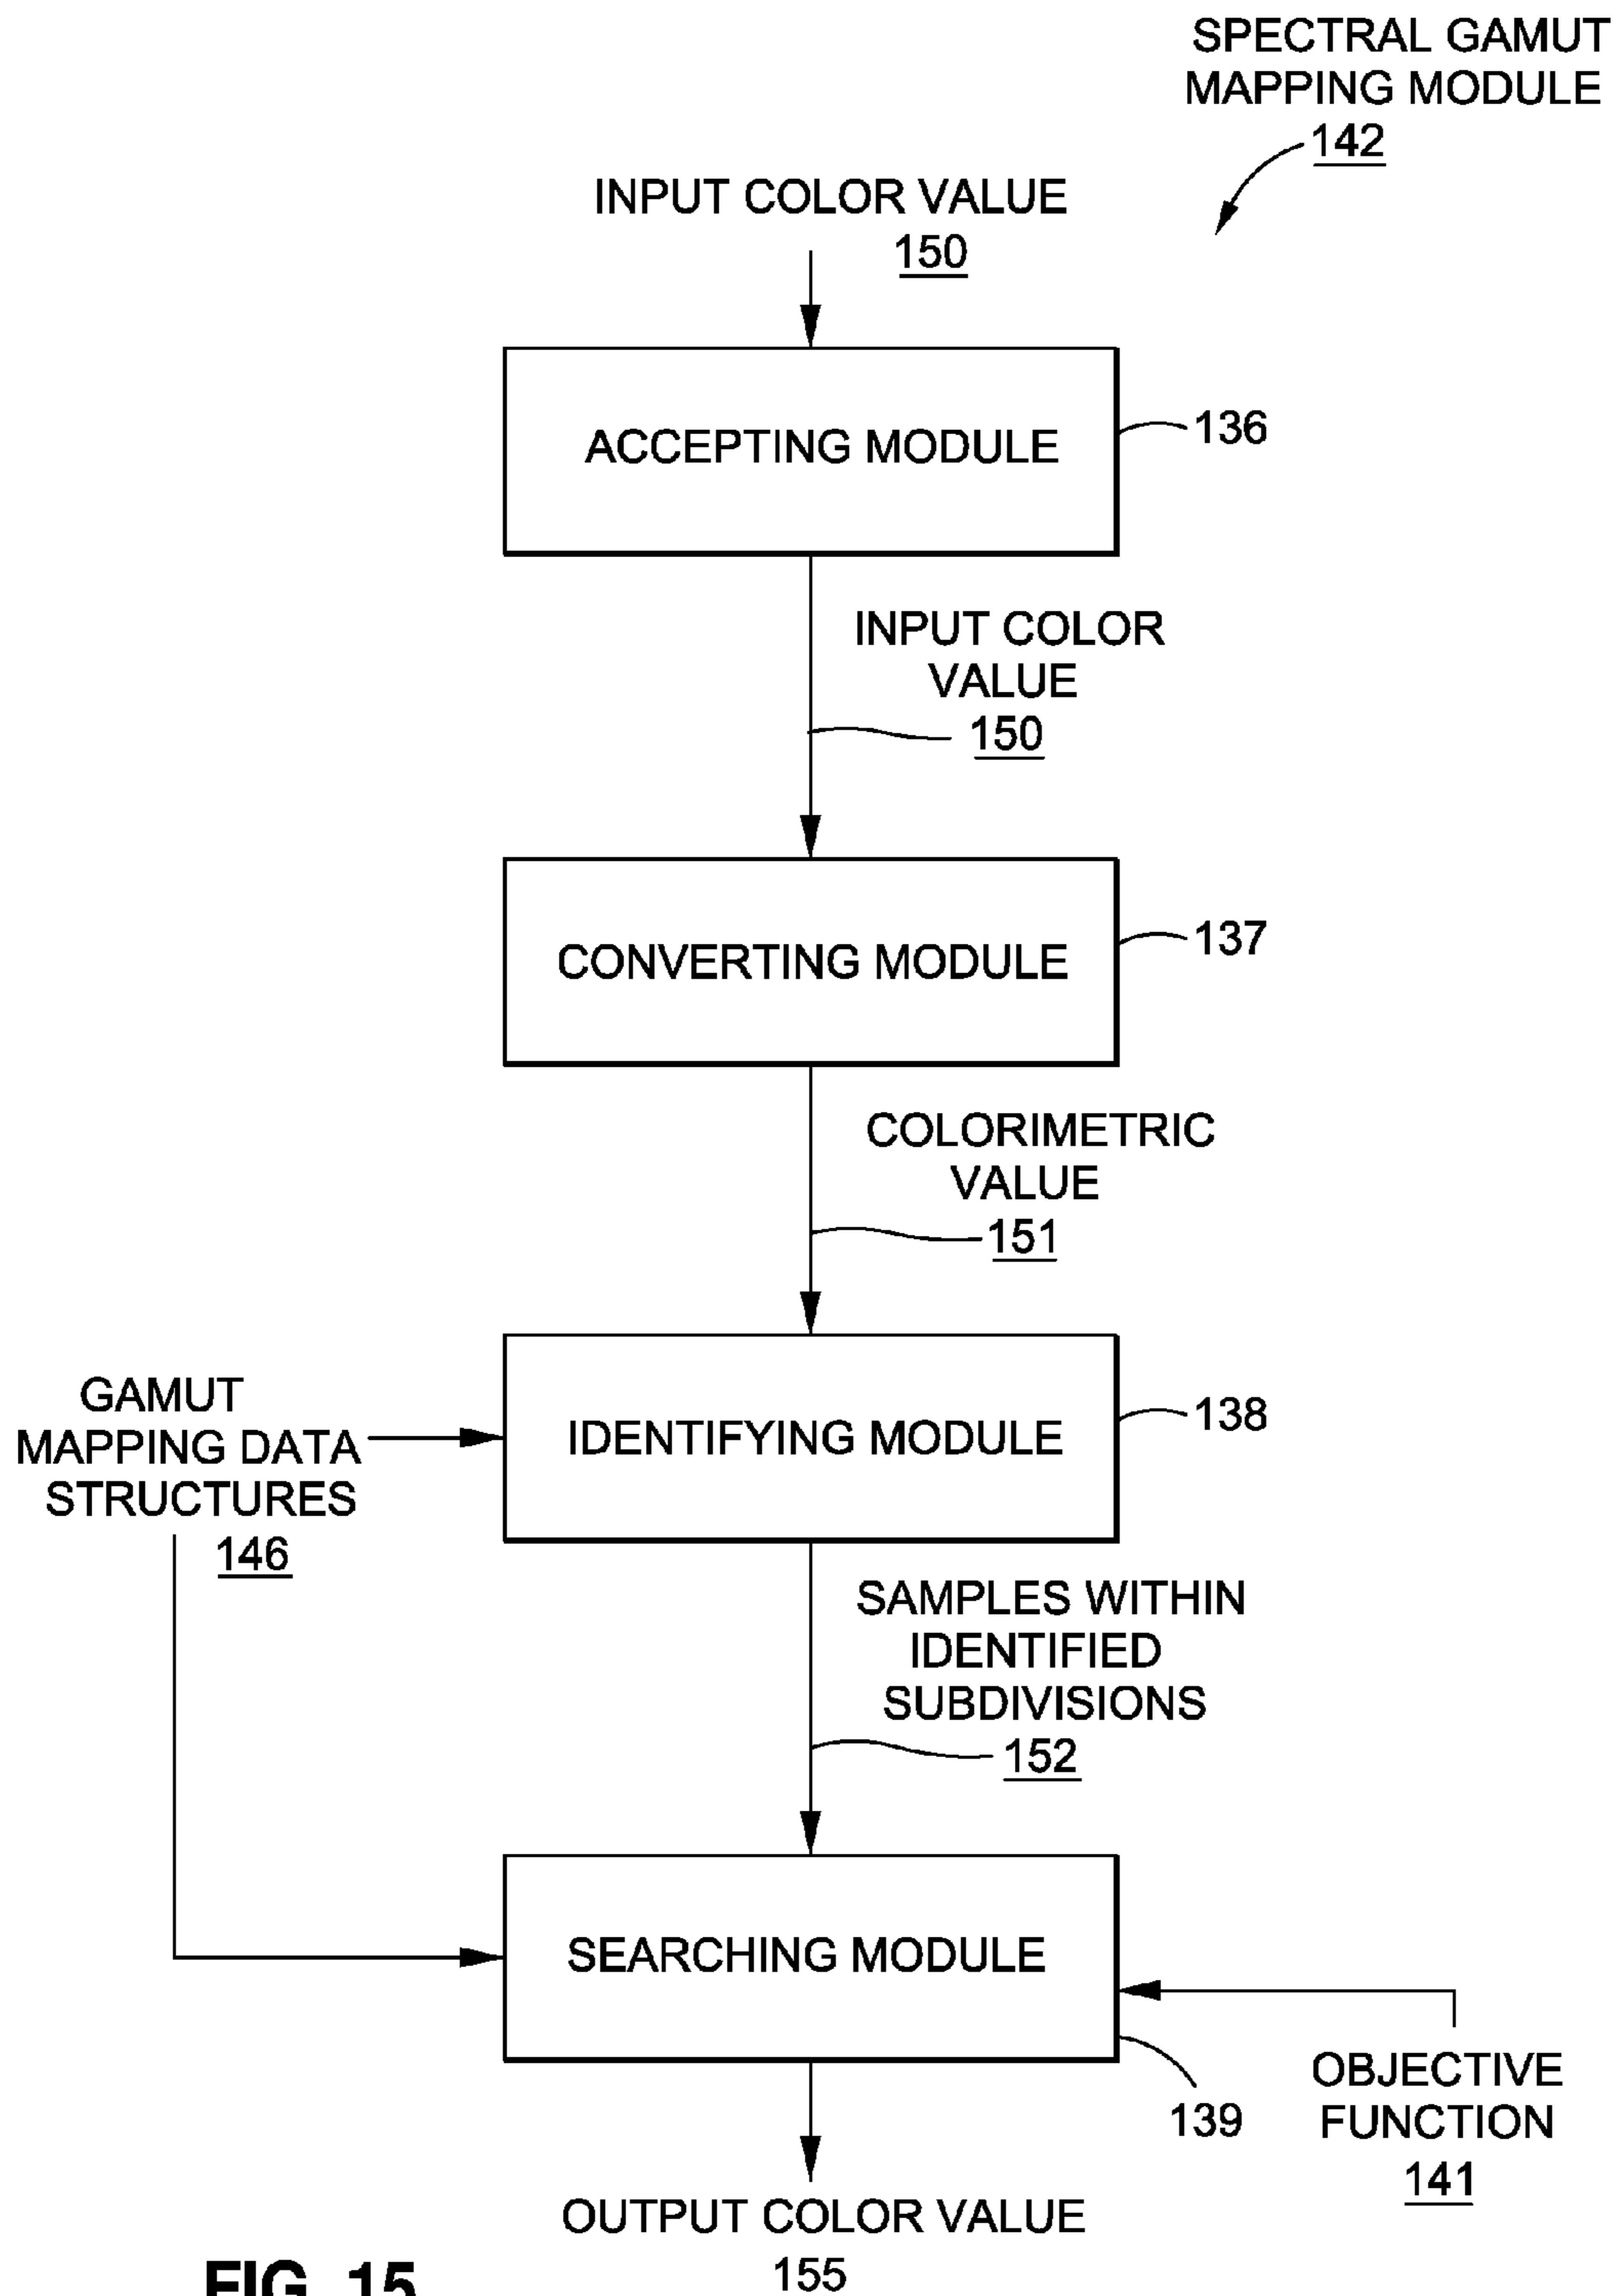 SPECTRAL GAMUT
MAPPING MODULE
142
INPUT COLOR VALUE
150
ACCEPTING MODULE
136
INPUT COLOR
VALUE
150
CONVERTING MODULE
137
COLORIMETRIC
VALUE
151
GAMUT
MAPPING DATA
STRUCTURES
146
IDENTIFYING MODULE
138
SAMPLES WITHIN
IDENTIFIED
SUBDIVISIONS
152
SEARCHING MODULE
139
OBJECTIVE
FUNCTION
141
OUTPUT COLOR VALUE
155
FIG. 15